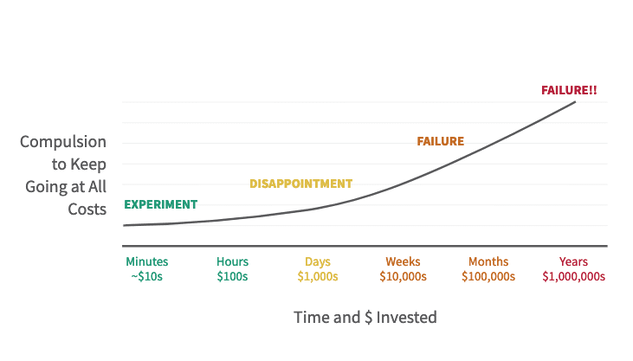 FAILURE!!
FAILURE
DISAPPOINTMENT
EXPERIMENT
Compulsion
to Keep
Going at All
Costs
Minutes
~$10s
Hours
$100s
Days
$1,000s
Weeks
$10,000s
Months
$100,000s
Years
$1,000,000s
Time and $ Invested